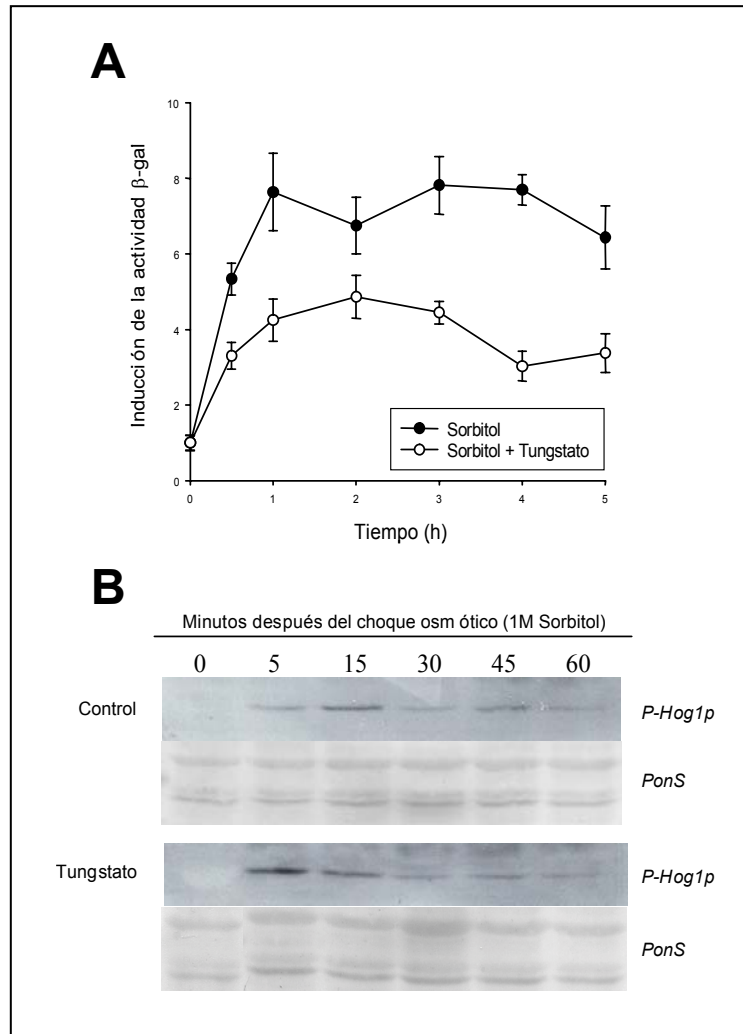 A
Inducción de la actividad β-gal
10
8
6
4
2
0
0 1 2 3 4 5
Tiempo (h)
Sorbitol
Sorbitol + Tungstato
B
Minutos después del choque osm ótico (1M Sorbitol)
0 5 15 30 45 60
Control
P-Hog1p
PonS
Tungstato
P-Hog1p
PonS